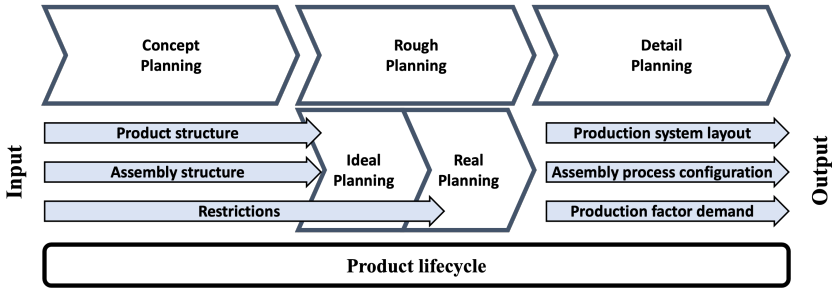 Concept
Planning
Rough
Planning
Detail
Planning
Input
Product structure
Assembly structure
Restrictions
Ideal
Planning
Real
Planning
Production system layout
Assembly process configuration
Production factor demand
Output
Product lifecycle